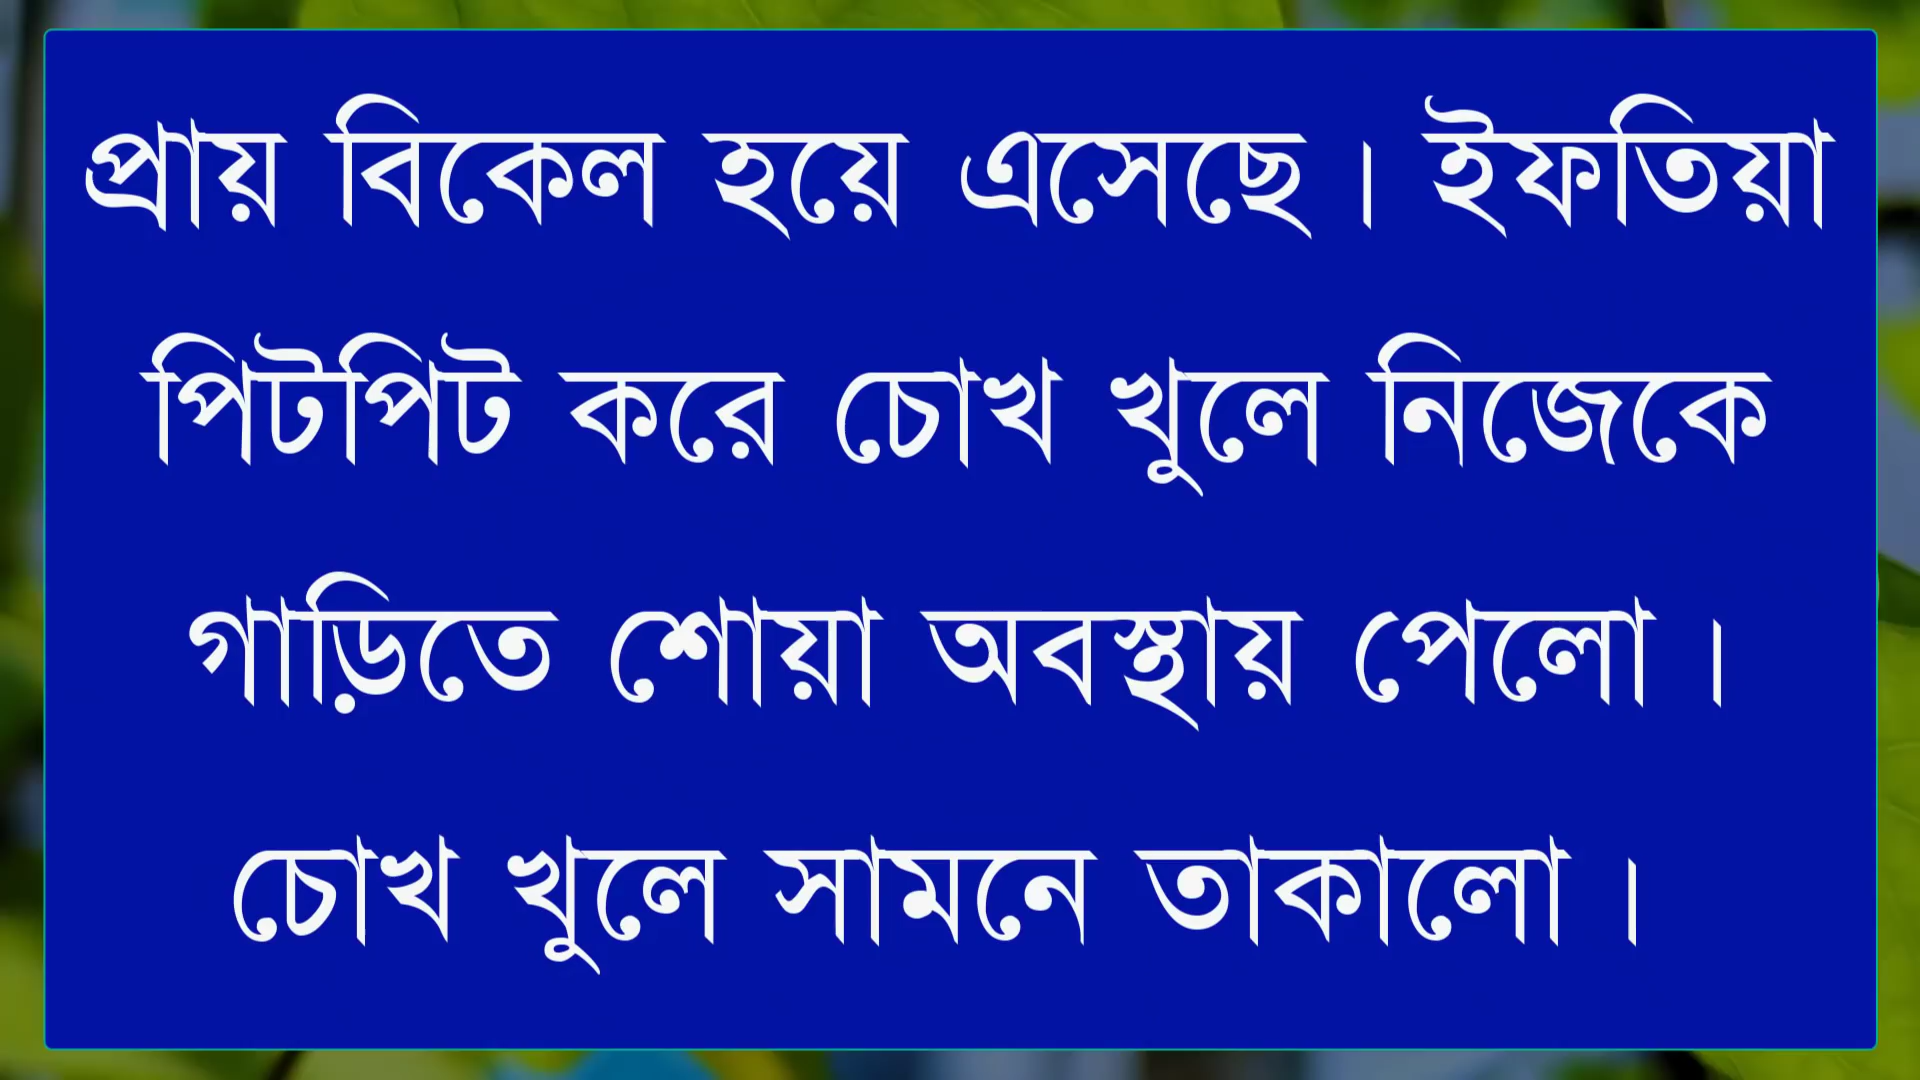 প্রায় বিকেল হয়ে এসেছে । ইফতিয়া
পিটপিট করে চোখ খুলে নিজেকে
গাড়িতে শোয়া অবস্থায় পেলো ।
চোখ খুলে সামনে তাকালো ।